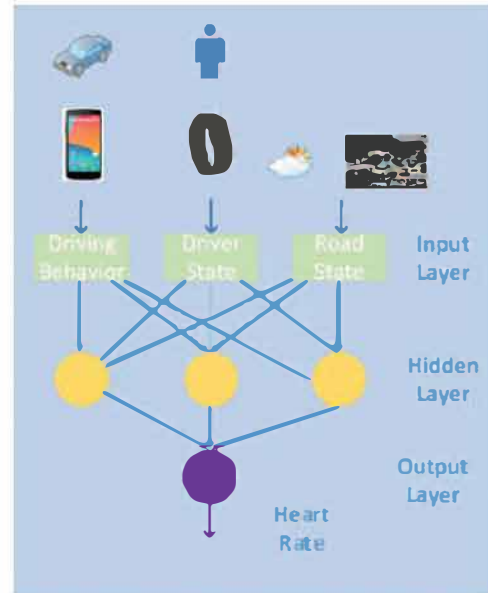 Driving
Behavior
Driver
State
Road
State
Input
Layer
Hidden
Layer
Output
Layer
Heart
Rate